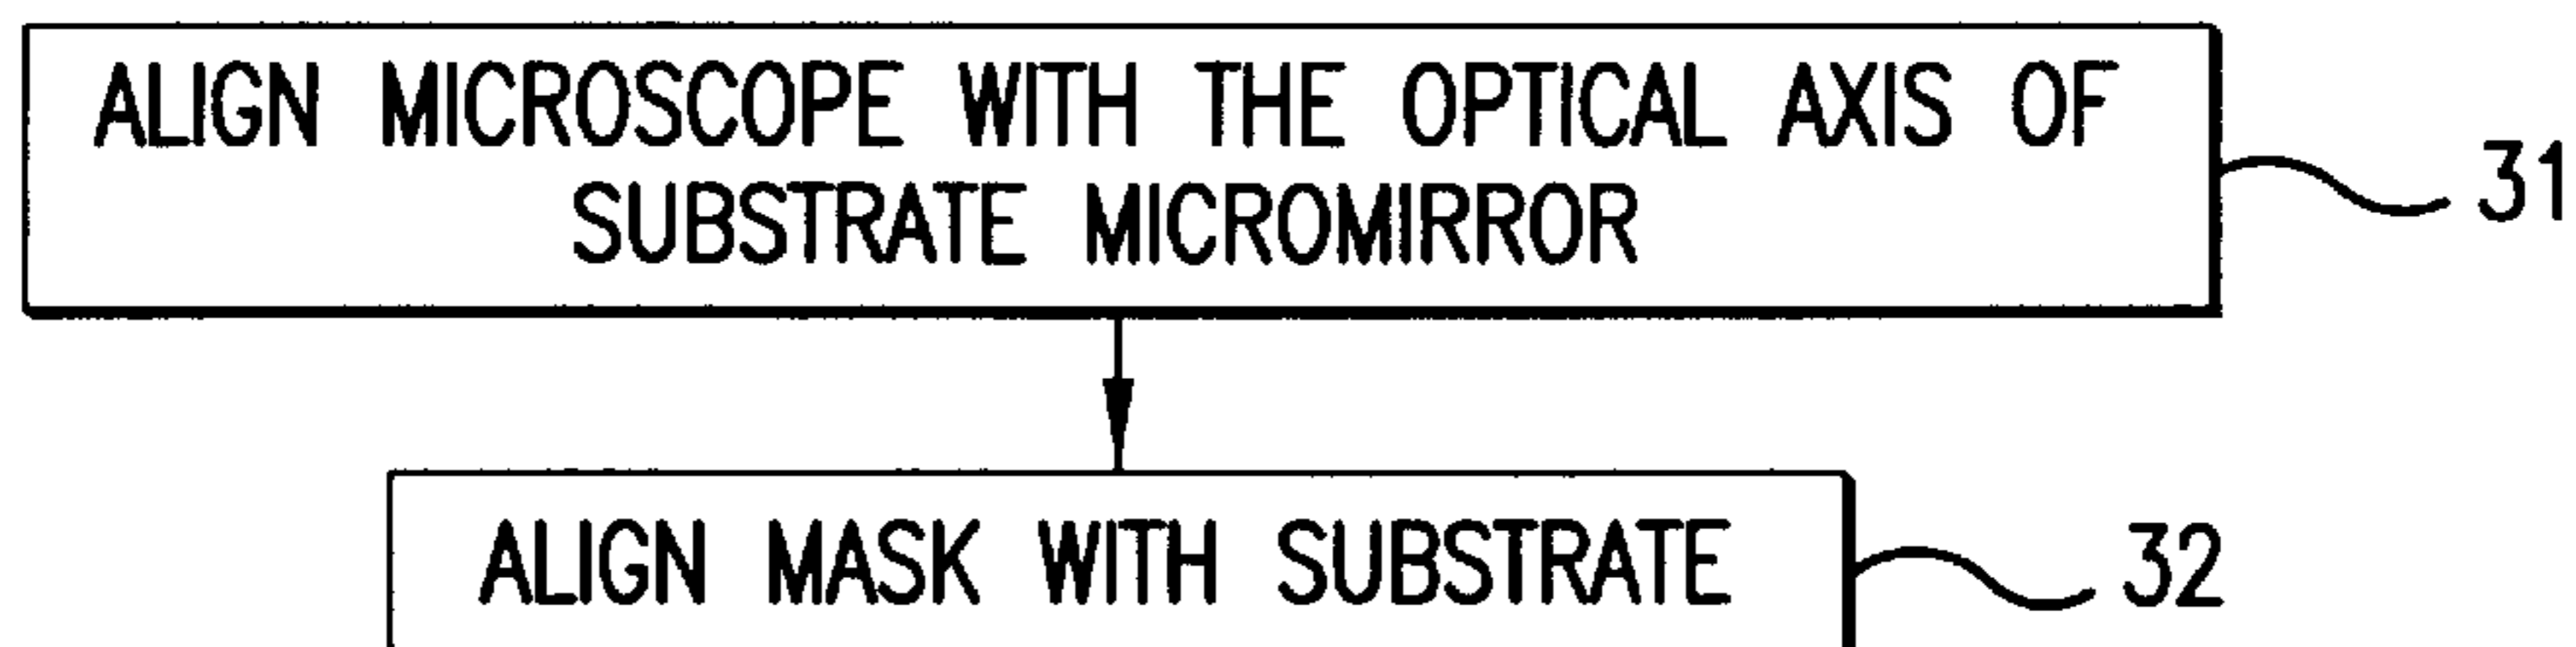 ALIGN MICROSCOPE WITH THE OPTICAL AXIS OF
SUBSTRATE MICROMIRROR
31
ALIGN MASK WITH SUBSTRATE
32